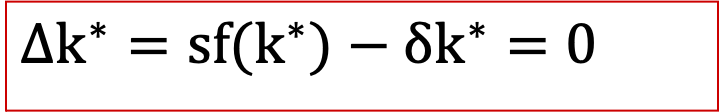 Δk* = sf(k*) − δk* = 0